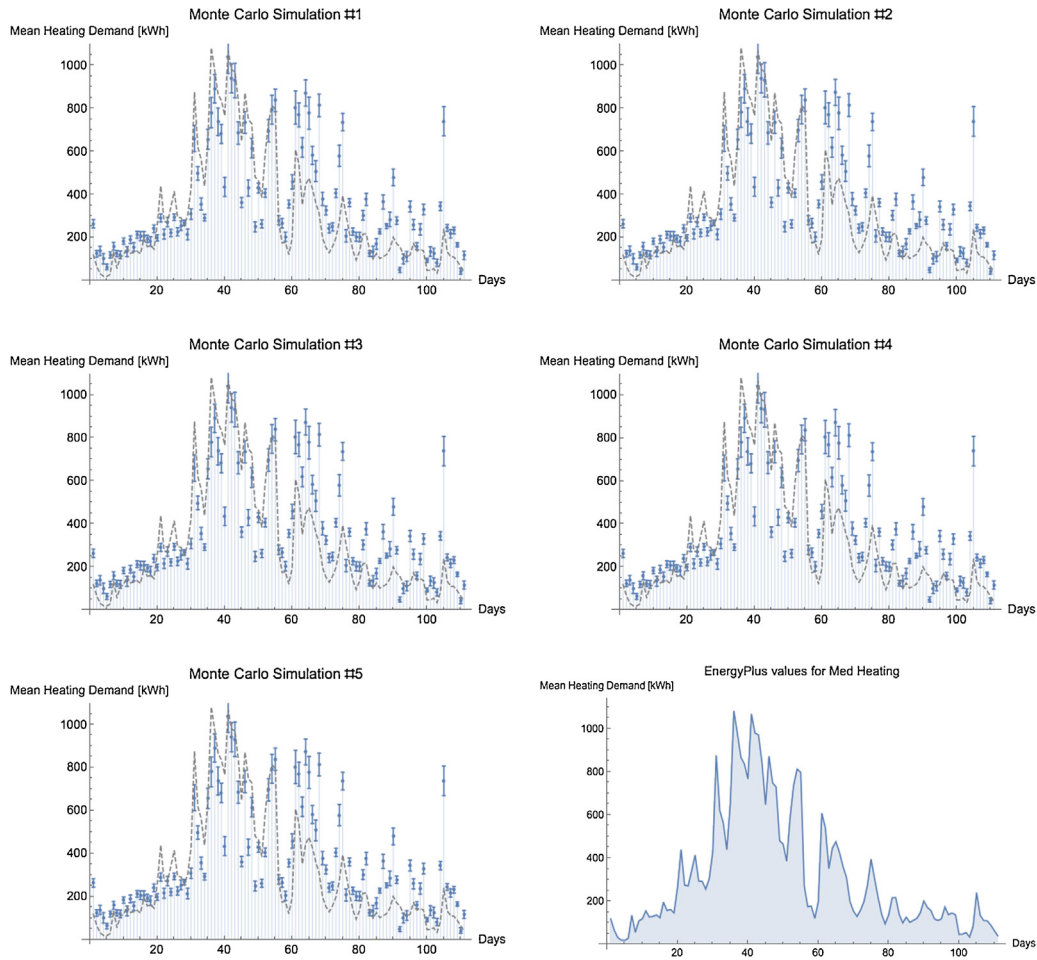 Monte Carlo Simulation #1
Mean Heating Demand [kWh]
1000
800
600
400
200
20 40 60 80 100 Days
Monte Carlo Simulation #2
Mean Heating Demand [kWh]
1000
800
600
400
200
20 40 60 80 100 Days
Monte Carlo Simulation #3
Mean Heating Demand [kWh]
1000
800
600
400
200
20 40 60 80 100 Days
Monte Carlo Simulation #4
Mean Heating Demand [kWh]
1000
800
600
400
200
20 40 60 80 100 Days
Monte Carlo Simulation #5
Mean Heating Demand [kWh]
1000
800
600
400
200
20 40 60 80 100 Days
EnergyPlus values for Med Heating
Mean Heating Demand [kWh]
1000
800
600
400
200
20 40 60 80 100 Days